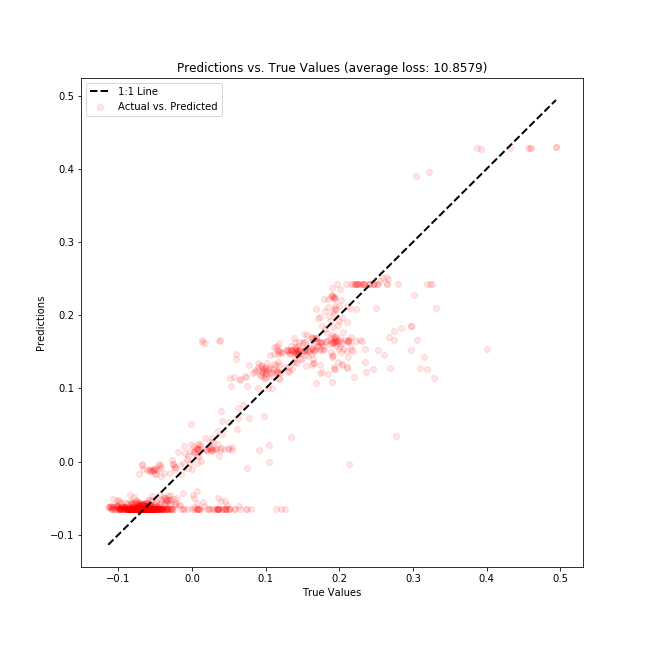 Predictions vs. True Values (average loss: 10.8579)
1:1 Line
Actual vs. Predicted
0.5
0.4
0.3
0.2
0.1
0.0
−0.1
Predictions
−0.1 0.0 0.1 0.2 0.3 0.4 0.5
True Values